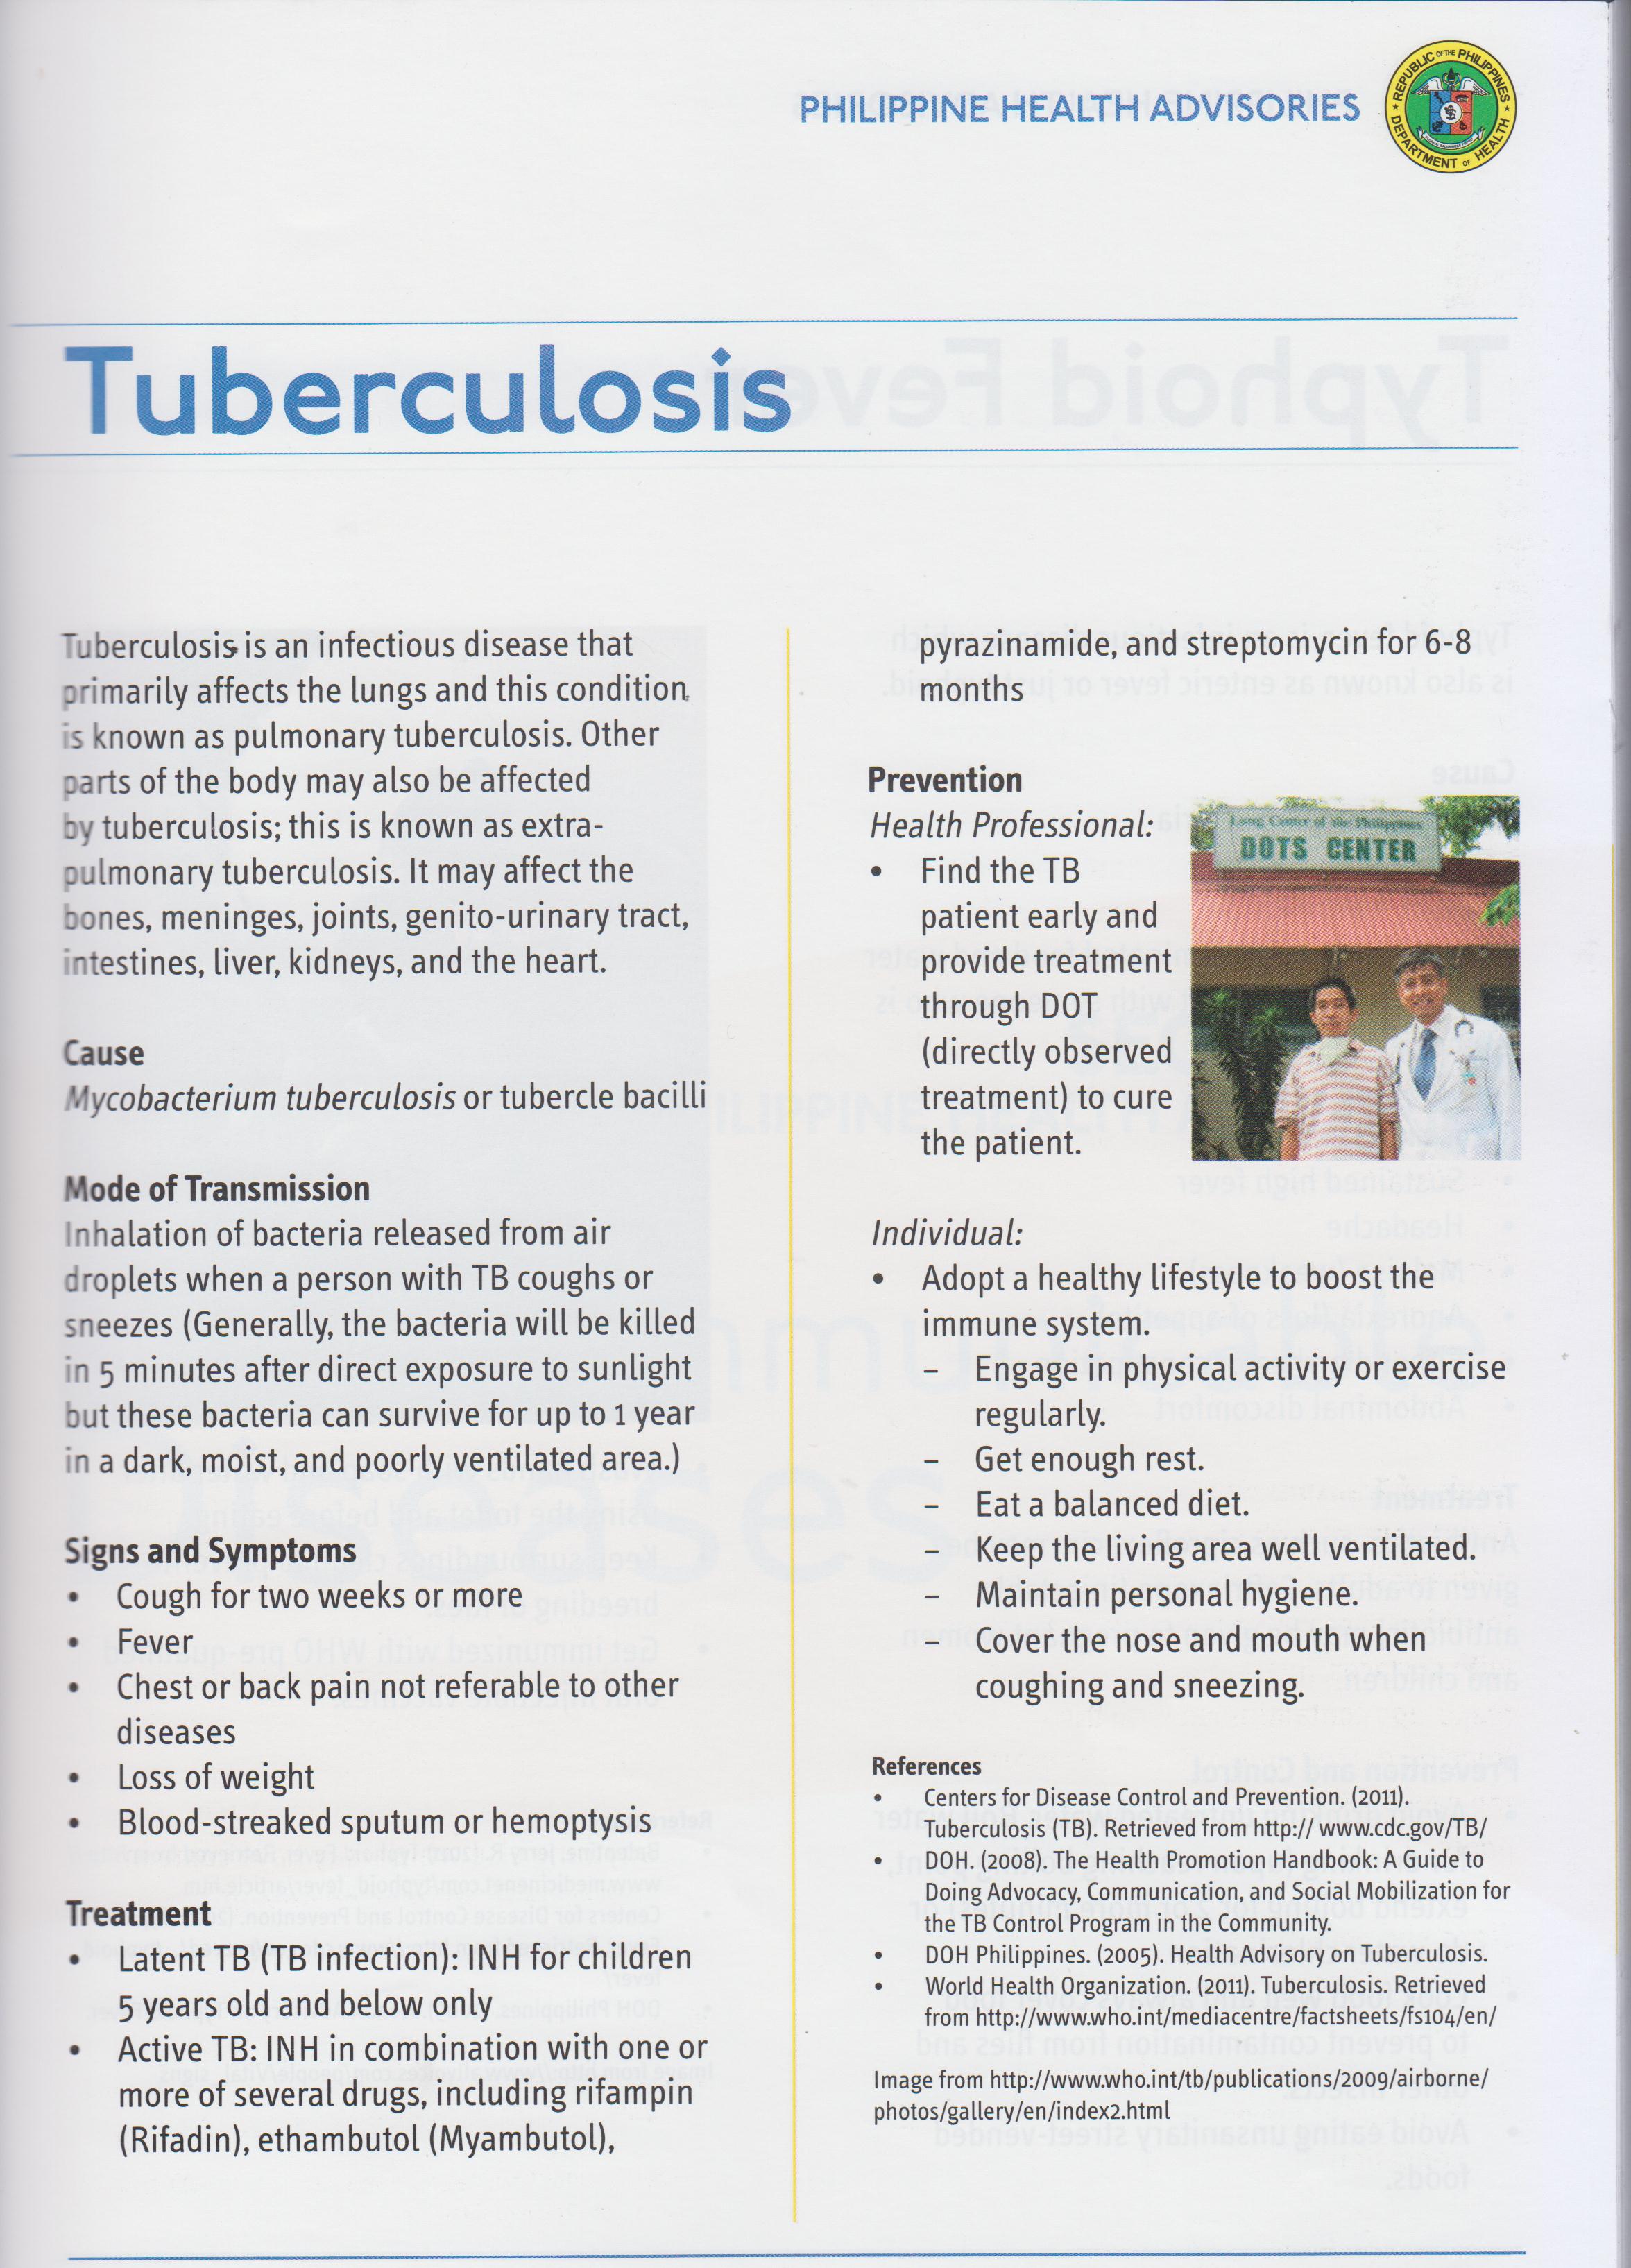 PHILIPPINE HEALTH ADVISORIES
REPUBLIC OF THE PHILIPPINES
DEPARTMENT OF HEALTH
Tuberculosis
Tuberculosis is an infectious disease that
primarily affects the lungs and this condition
is known as pulmonary tuberculosis. Other
parts of the body may also be affected
by tuberculosis; this is known as extra-
pulmonary tuberculosis. It may affect the
bones, meninges, joints, genito-urinary tract,
intestines, liver, kidneys, and the heart.
Cause
Mycobacterium tuberculosis or tubercle bacilli
Mode of Transmission
Inhalation of bacteria released from air
droplets when a person with TB coughs or
sneezes (Generally, the bacteria will be killed
in 5 minutes after direct exposure to sunlight
but these bacteria can survive for up to 1 year
in a dark, moist, and poorly ventilated area.)
Signs and Symptoms
• Cough for two weeks or more
• Fever
• Chest or back pain not referable to other
diseases
• Loss of weight
• Blood-streaked sputum or hemoptysis
Treatment
• Latent TB (TB infection): INH for children
5 years old and below only
• Active TB: INH in combination with one or
more of several drugs, including rifampin
(Rifadin), ethambutol (Myambutol),
pyrazinamide, and streptomycin for 6-8
months
Prevention
Health Professional:
• Find the TB
patient early and
provide treatment
through DOT
(directly observed
treatment) to cure
the patient.
Lung Center of the Philippines
DOTS CENTER
Individual:
• Adopt a healthy lifestyle to boost the
immune system.
– Engage in physical activity or exercise
regularly.
– Get enough rest.
– Eat a balanced diet.
– Keep the living area well ventilated.
– Maintain personal hygiene.
– Cover the nose and mouth when
coughing and sneezing.
References
• Centers for Disease Control and Prevention. (2011).
Tuberculosis (TB). Retrieved from http:// www.cdc.gov/TB/
• DOH. (2008). The Health Promotion Handbook: A Guide to
Doing Advocacy, Communication, and Social Mobilization for
the TB Control Program in the Community.
• DOH Philippines. (2005). Health Advisory on Tuberculosis.
• World Health Organization. (2011). Tuberculosis. Retrieved
from http://www.who.int/mediacentre/factsheets/fs104/en/
Image from http://www.who.int/tb/publications/2009/airborne/
photos/gallery/en/index2.html